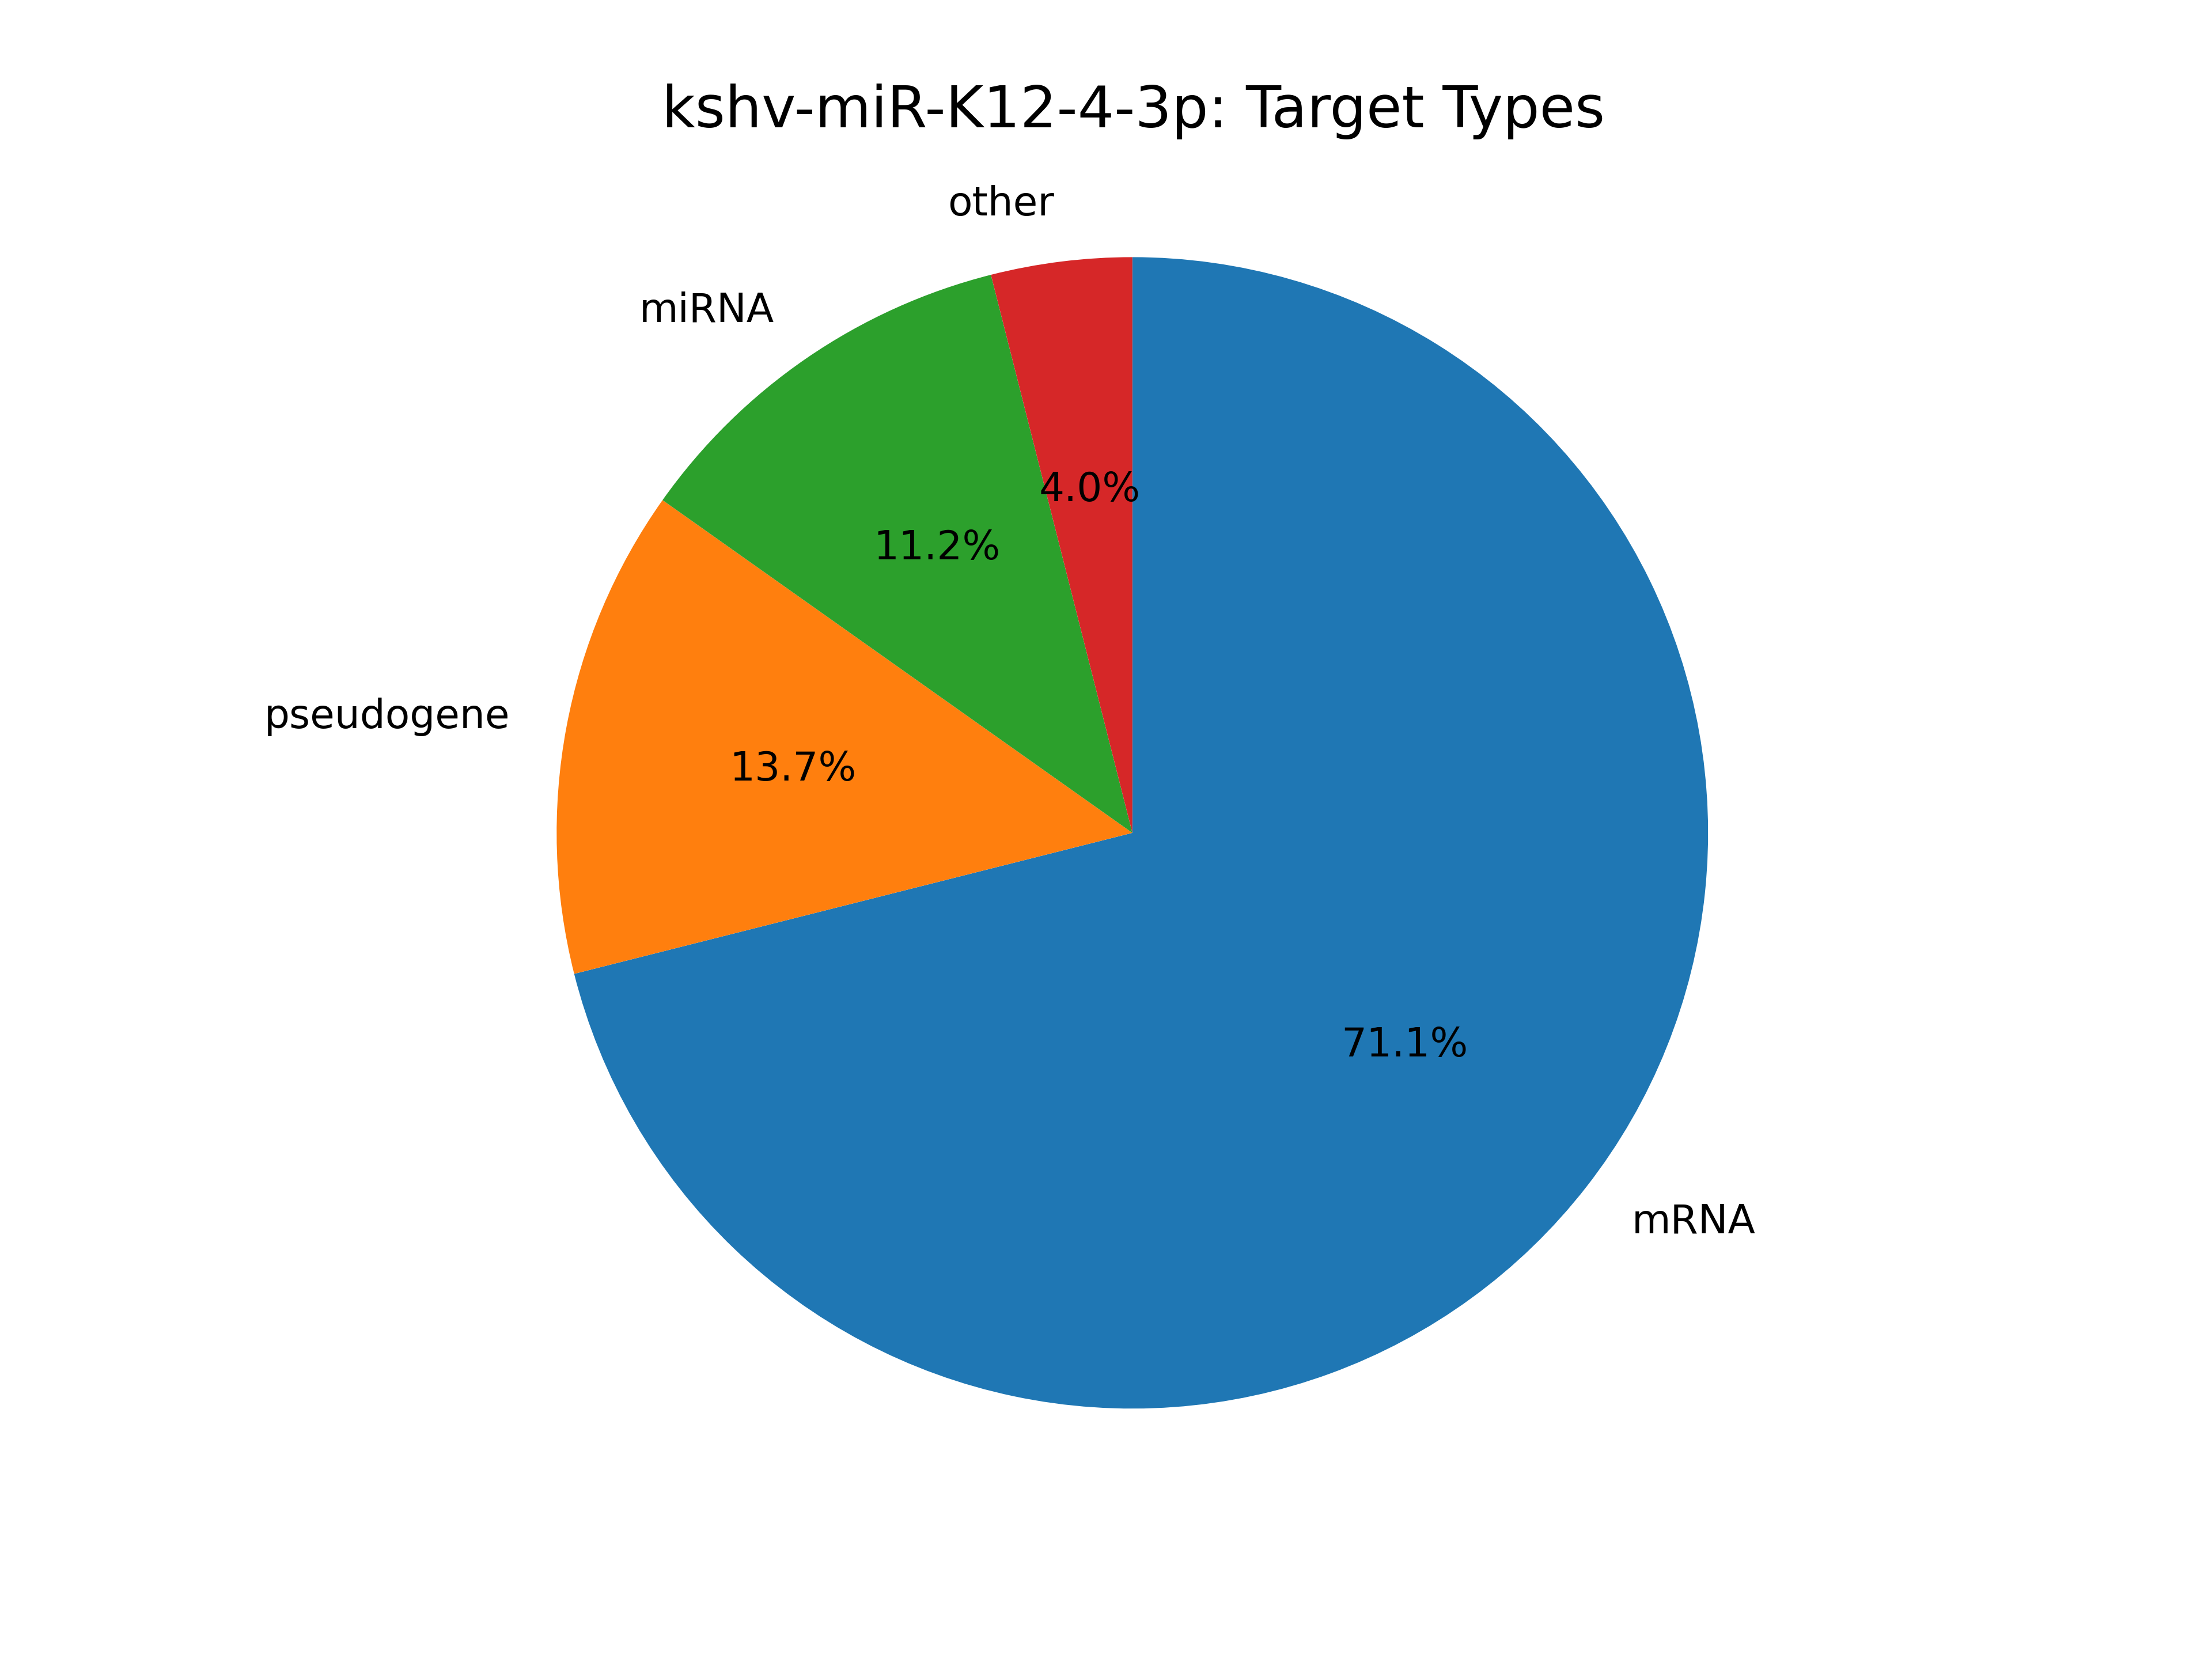 kshv-miR-K12-4-3p: Target Types
other
miRNA
4.0%
11.2%
pseudogene
13.7%
71.1%
mRNA